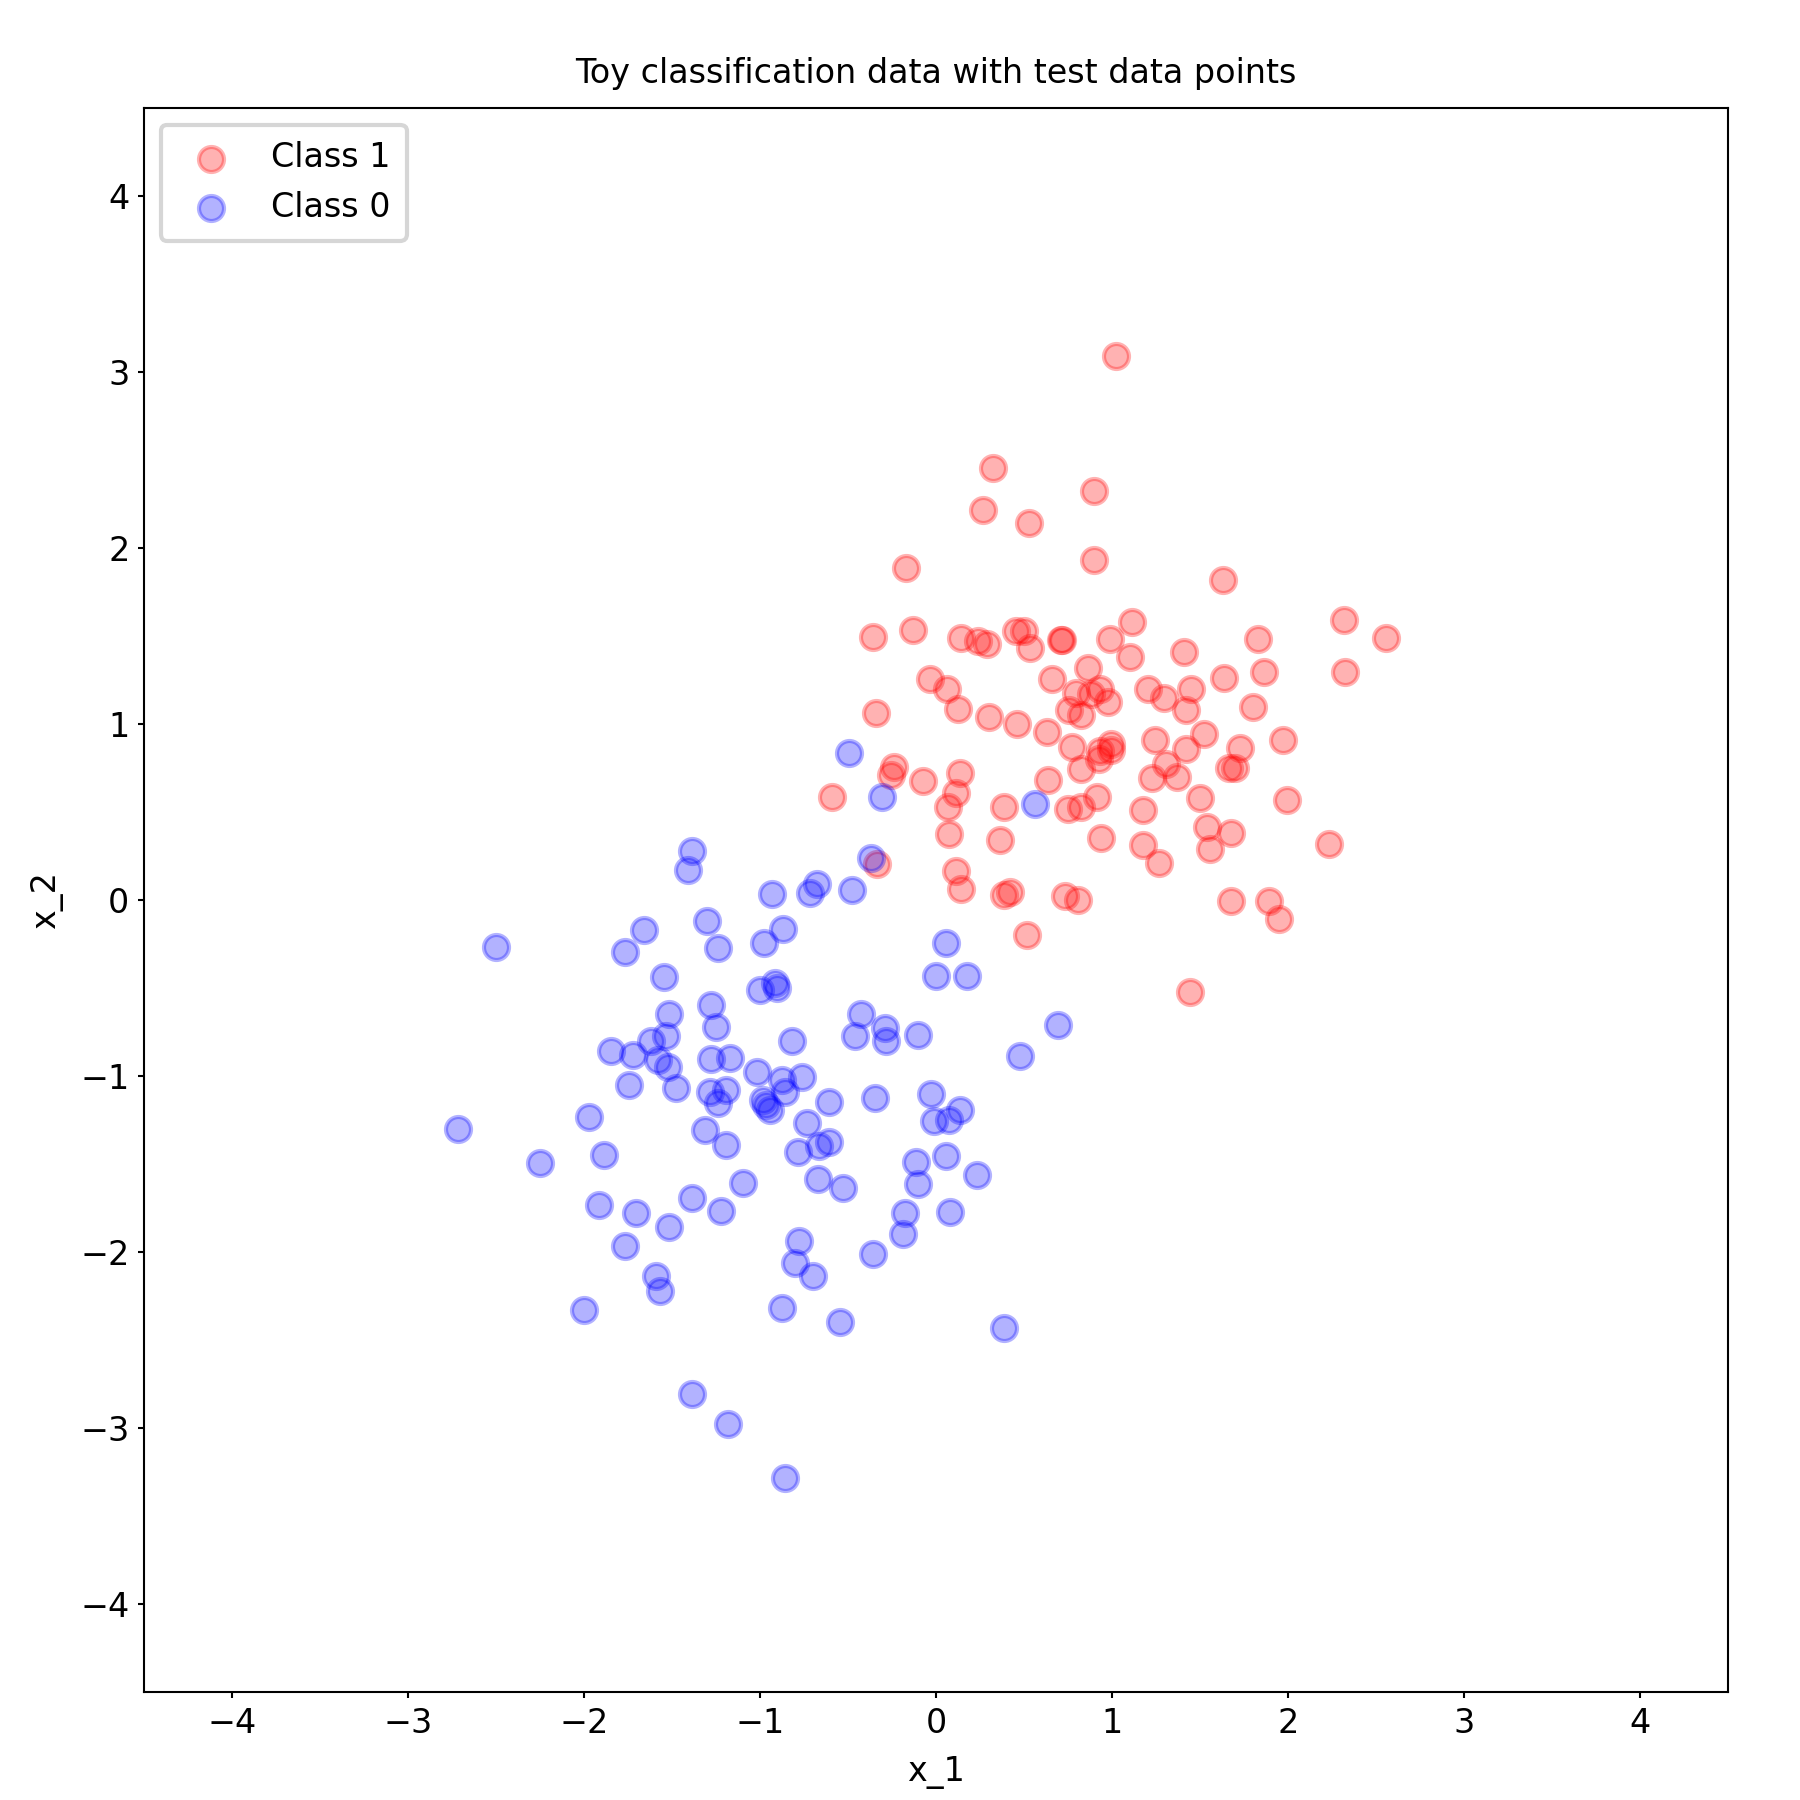 Toy classification data with test data points
Class 1
Class 0
4
3
2
1
0
−1
−2
−3
−4
x_2
−4 −3 −2 −1 0 1 2 3 4
x_1